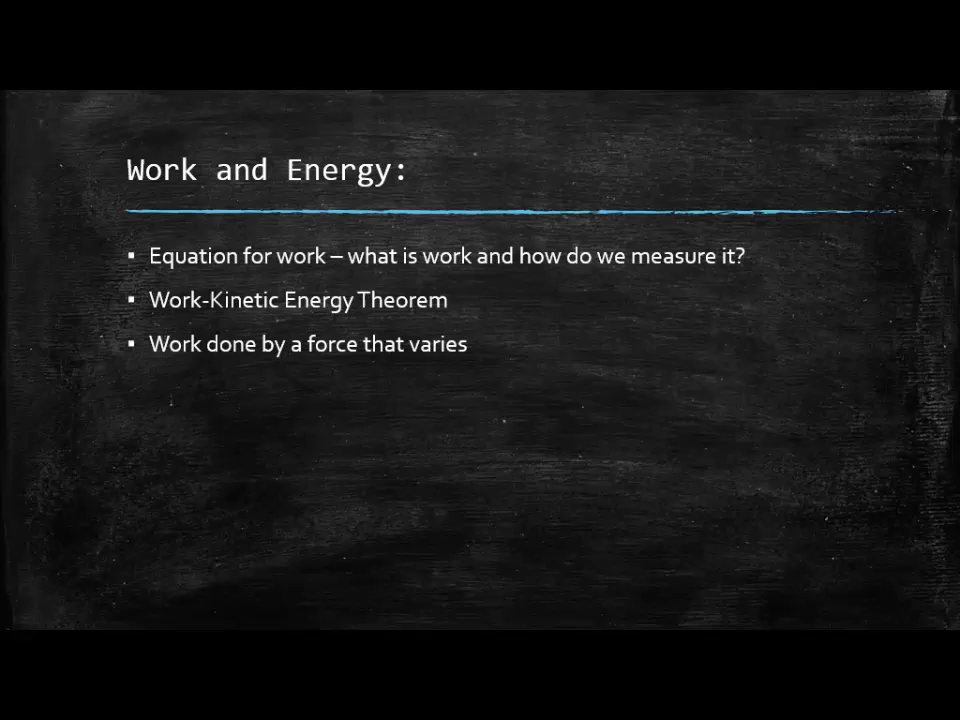 Work and Energy:
▪ Equation for work – what is work and how do we measure it?
▪ Work-Kinetic Energy Theorem
▪ Work done by a force that varies